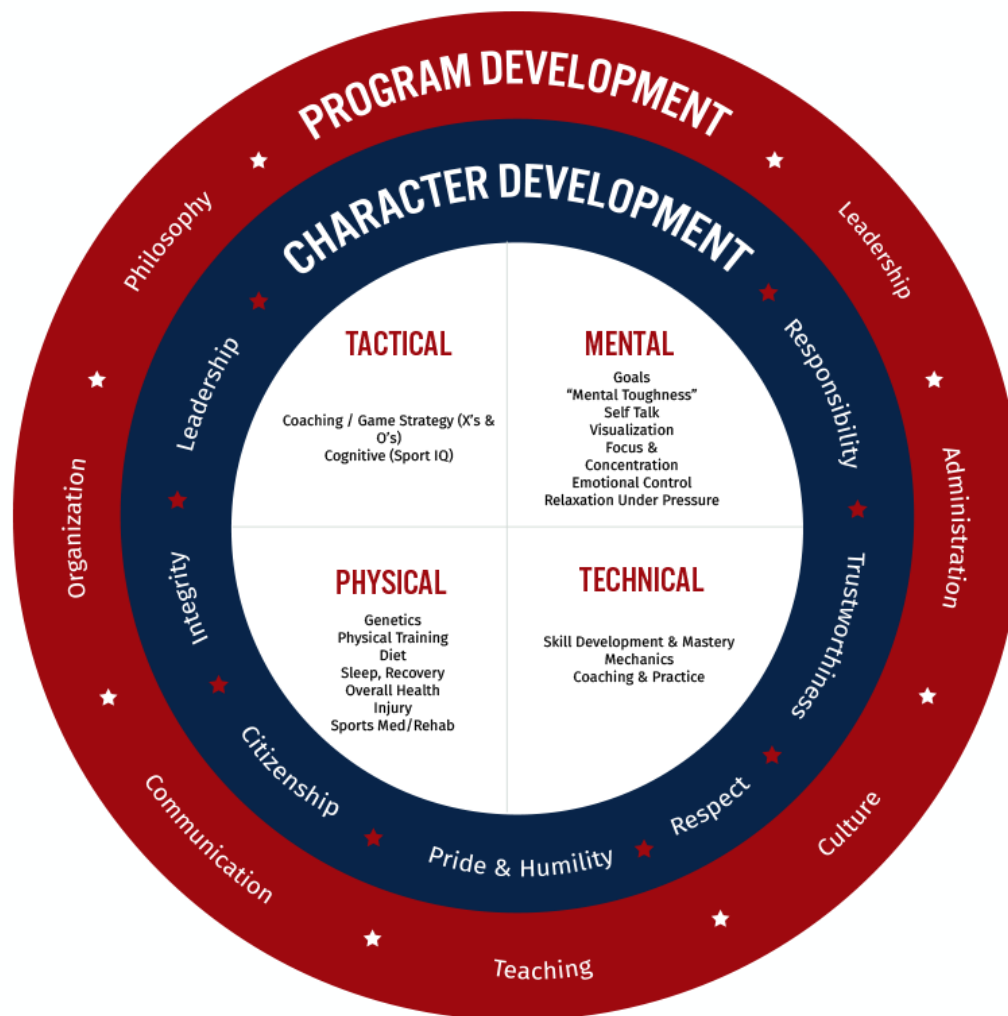 PROGRAM DEVELOPMENT
Leadership
Administration
Culture
Teaching
Communication
Organization
Philosophy
CHARACTER DEVELOPMENT
Responsibility
Trustworthiness
Respect
Pride & Humility
Citizenship
Integrity
Leadership
TACTICAL
Coaching / Game Strategy (X's &
O's)
Cognitive (Sport IQ)
MENTAL
Goals
“Mental Toughness”
Self Talk
Visualization
Focus &
Concentration
Emotional Control
Relaxation Under Pressure
PHYSICAL
Genetics
Physical Training
Diet
Sleep, Recovery
Overall Health
Injury
Sports Med/Rehab
TECHNICAL
Skill Development & Mastery
Mechanics
Coaching & Practice